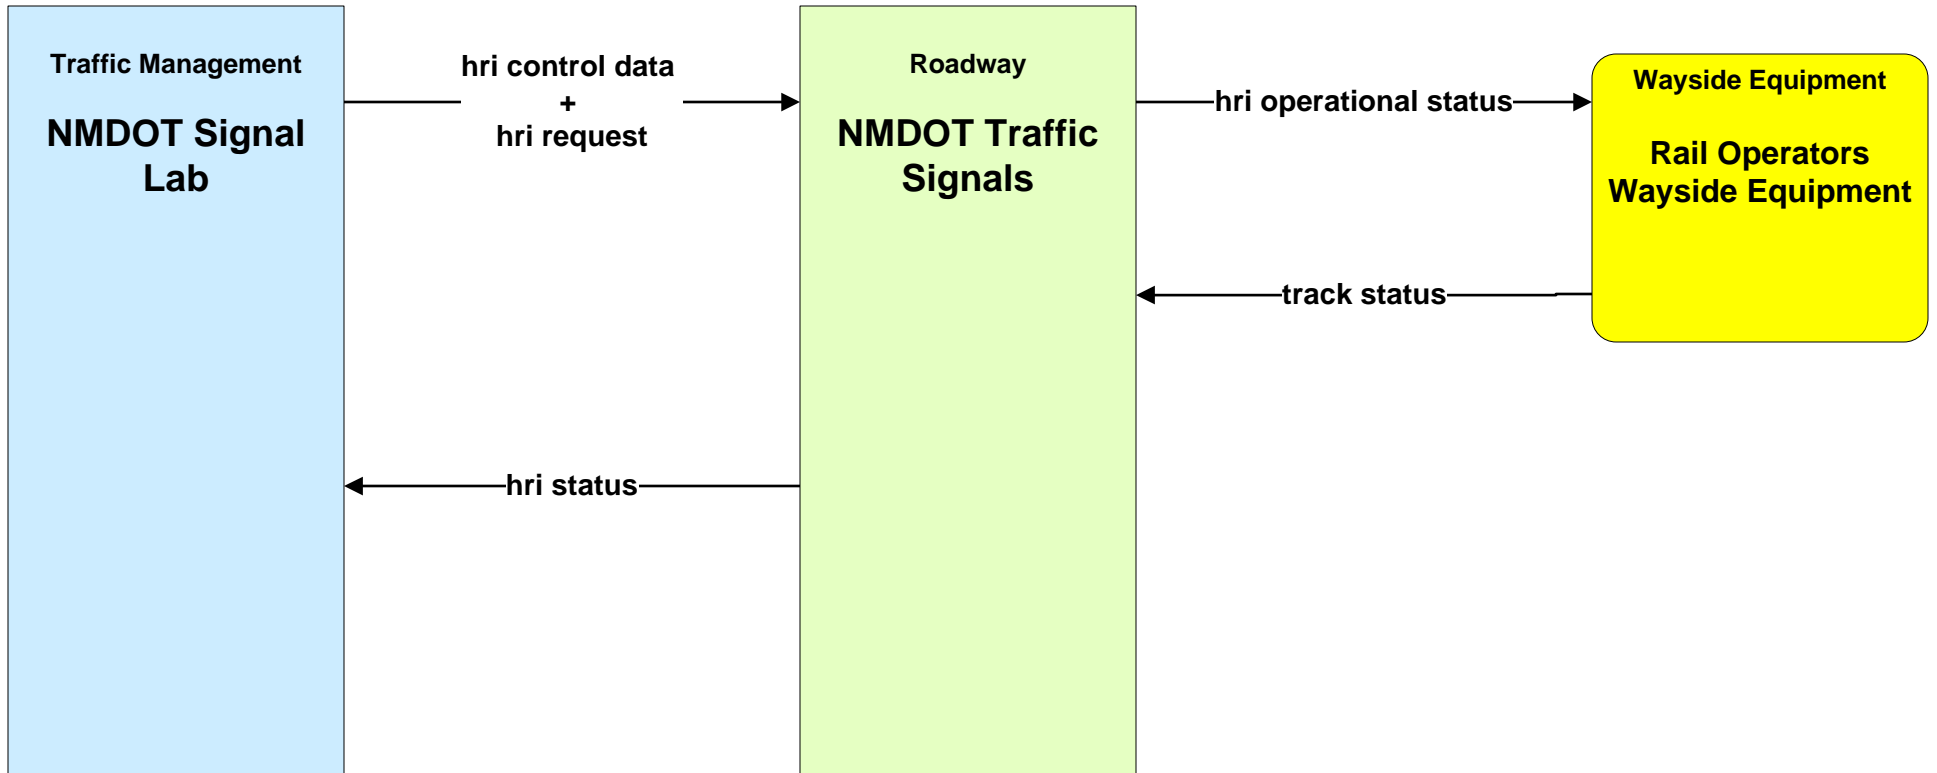 Traffic Management
NMDOT Signal
Lab
hri control data
+
hri request
Roadway
NMDOT Traffic
Signals
hri operational status
Wayside Equipment
Rail Operators
Wayside Equipment
track status
hri status